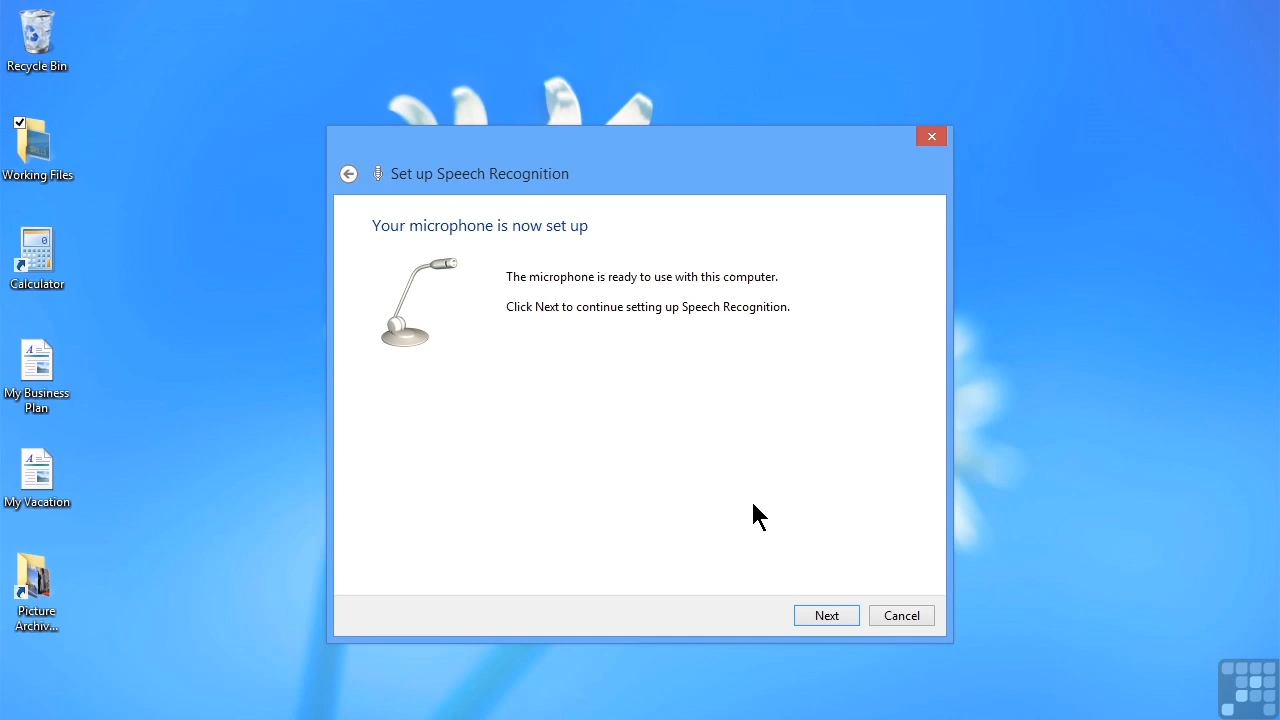 Recycle Bin
Working Files
Calculator
My Business
Plan
My Vacation
Picture
Archiv...
Set up Speech Recognition
Your microphone is now set up
The microphone is ready to use with this computer.
Click Next to continue setting up Speech Recognition.
Next
Cancel